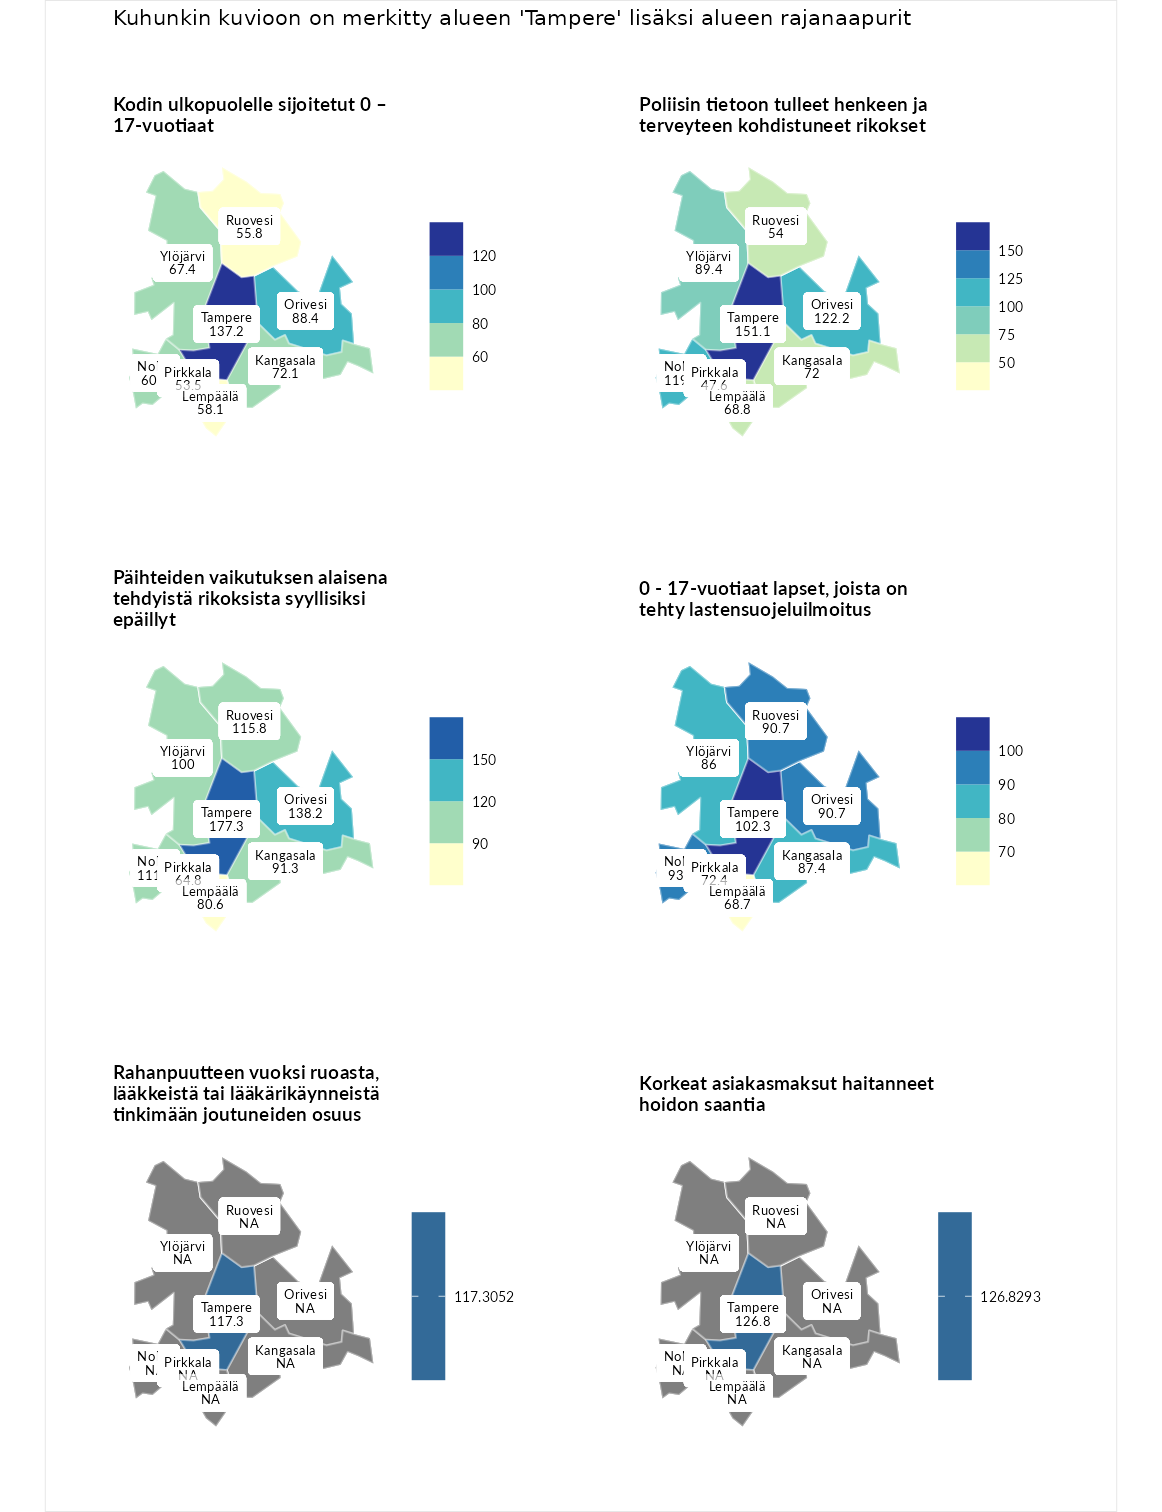 Kuhunkin kuvioon on merkitty alueen 'Tampere' lisäksi alueen rajanaapurit
Kodin ulkopuolelle sijoitetut 0 –
17-vuotiaat
Ruovesi
55.8
Ylöjärvi
67.4
Orivesi
88.4
Tampere
137.2
Kangasala
72.1
Pirkkala
53.5
Lempäälä
58.1
120
100
80
60
Poliisin tietoon tulleet henkeen ja
terveyteen kohdistuneet rikokset
Ruovesi
54
Ylöjärvi
89.4
Orivesi
122.2
Tampere
151.1
Kangasala
72
Pirkkala
47.6
Lempäälä
68.8
150
125
100
75
50
Päihteiden vaikutuksen alaisena
tehdyistä rikoksista syyllisiksi
epäillyt
Ruovesi
115.8
Ylöjärvi
100
Orivesi
138.2
Tampere
177.3
Kangasala
91.3
Pirkkala
64.8
Lempäälä
80.6
150
120
90
0 - 17-vuotiaat lapset, joista on
tehty lastensuojeluilmoitus
Ruovesi
90.7
Ylöjärvi
86
Orivesi
90.7
Tampere
102.3
Kangasala
87.4
Pirkkala
72.4
Lempäälä
68.7
100
90
80
70
Rahanpuutteen vuoksi ruoasta,
lääkkeistä tai lääkärikäynneistä
tinkimään joutuneiden osuus
Ruovesi
NA
Ylöjärvi
NA
Orivesi
NA
Tampere
117.3
Kangasala
NA
Pirkkala
NA
Lempäälä
NA
117.3052
Korkeat asiakasmaksut haitanneet
hoidon saantia
Ruovesi
NA
Ylöjärvi
NA
Orivesi
NA
Tampere
126.8
Kangasala
NA
Pirkkala
NA
Lempäälä
NA
126.8293